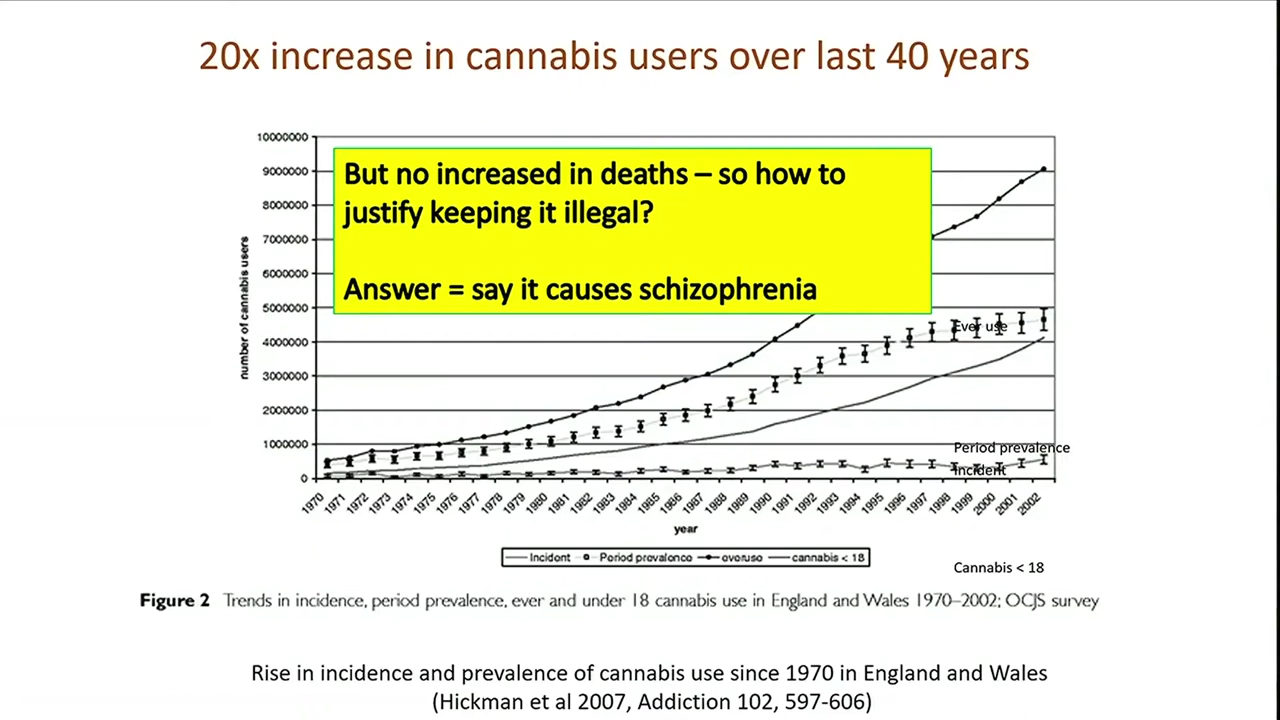 20x increase in cannabis users over last 40 years
10000000
9000000
8000000
7000000
6000000
5000000
4000000
3000000
2000000
1000000
0
number of cannabis users
But no increased in deaths – so how to
justify keeping it illegal?
Answer = say it causes schizophrenia
Ever use
Period prevalence
Incident
1970 1971 1972 1973 1974 1975 1976 1977 1978 1979 1980 1981 1982 1983 1984 1985 1986 1987 1988 1989 1990 1991 1992 1993 1994 1995 1996 1997 1998 1999 2000 2001 2002
year
Incident Period prevalence everuse cannabis < 18
Cannabis < 18
Figure 2 Trends in incidence, period prevalence, ever and under 18 cannabis use in England and Wales 1970–2002; OCJS survey
Rise in incidence and prevalence of cannabis use since 1970 in England and Wales
(Hickman et al 2007, Addiction 102, 597-606)